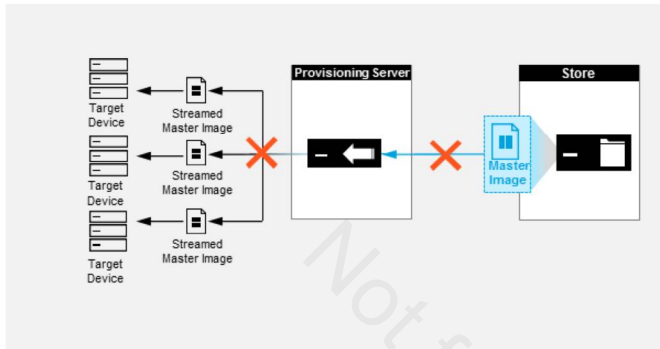 Provisioning Server
Store
Target
Device
Streamed
Master Image
Target
Device
Streamed
Master Image
Master
Image
Target
Device
Streamed
Master Image
Not f